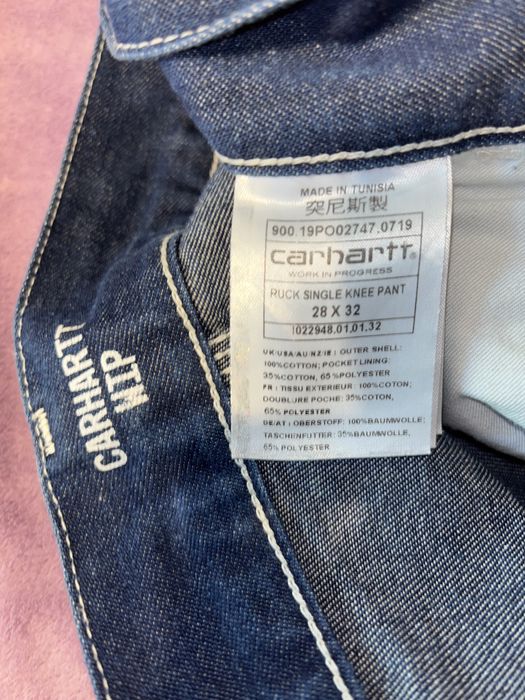 MADE IN TUNISIA
突尼斯製
900.19PO02747.0719
carhartt®
WORK IN PROGRESS
RUCK SINGLE KNEE PANT
28 X 32
I022948.01.01.32
UK/USA/AU/NZ/IE: OUTER SHELL:
100%COTTON; POCKET LINING:
35%COTTON, 65%POLYESTER
FR: TISSU EXTERIEUR: 100%COTON;
DOUBLURE POCHE: 35%COTON,
65% POLYESTER
DE/AT: OBERSTOFF: 100%BAUMWOLLE;
TASCHENFUTTER: 35%BAUMWOLLE,
65% POLYESTER
CARHARTT
WIP